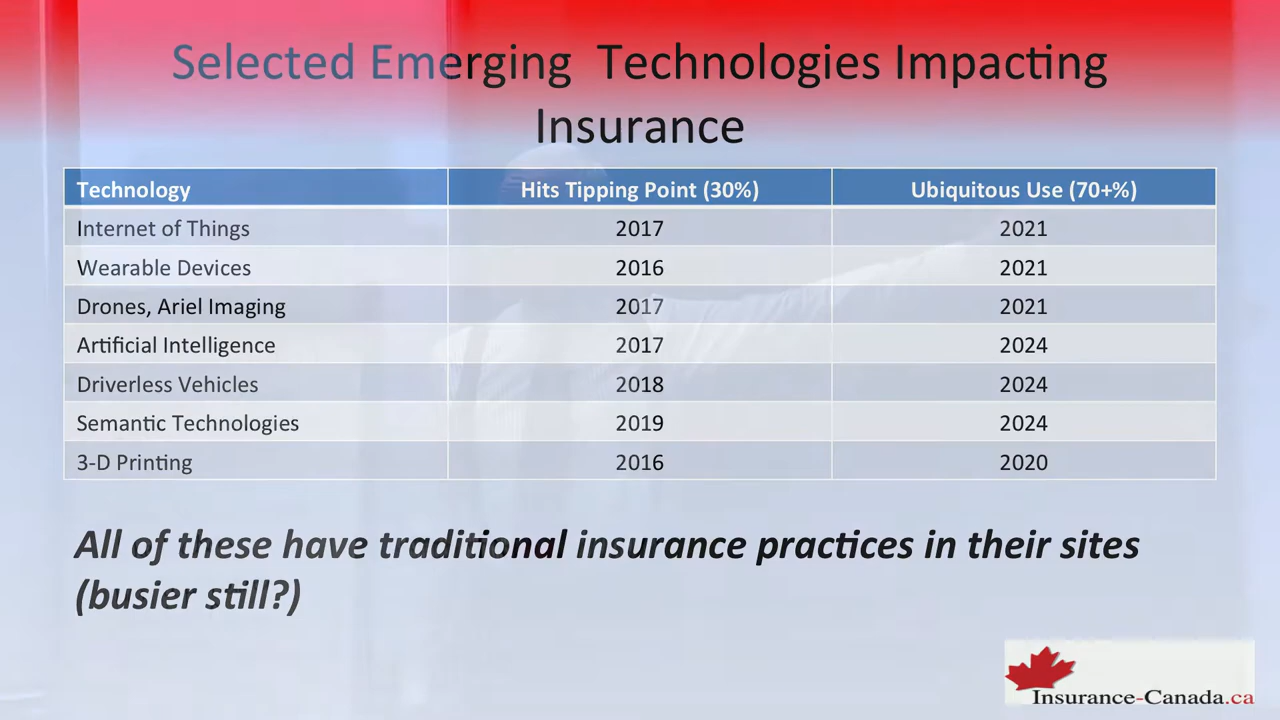 Selected Emerging Technologies Impacting
Insurance
Technology Hits Tipping Point (30%) Ubiquitous Use (70+%)
Internet of Things 2017 2021
Wearable Devices 2016 2021
Drones, Ariel Imaging 2017 2021
Artificial Intelligence 2017 2024
Driverless Vehicles 2018 2024
Semantic Technologies 2019 2024
3-D Printing 2016 2020
All of these have traditional insurance practices in their sites
(busier still?)
Insurance-Canada.ca